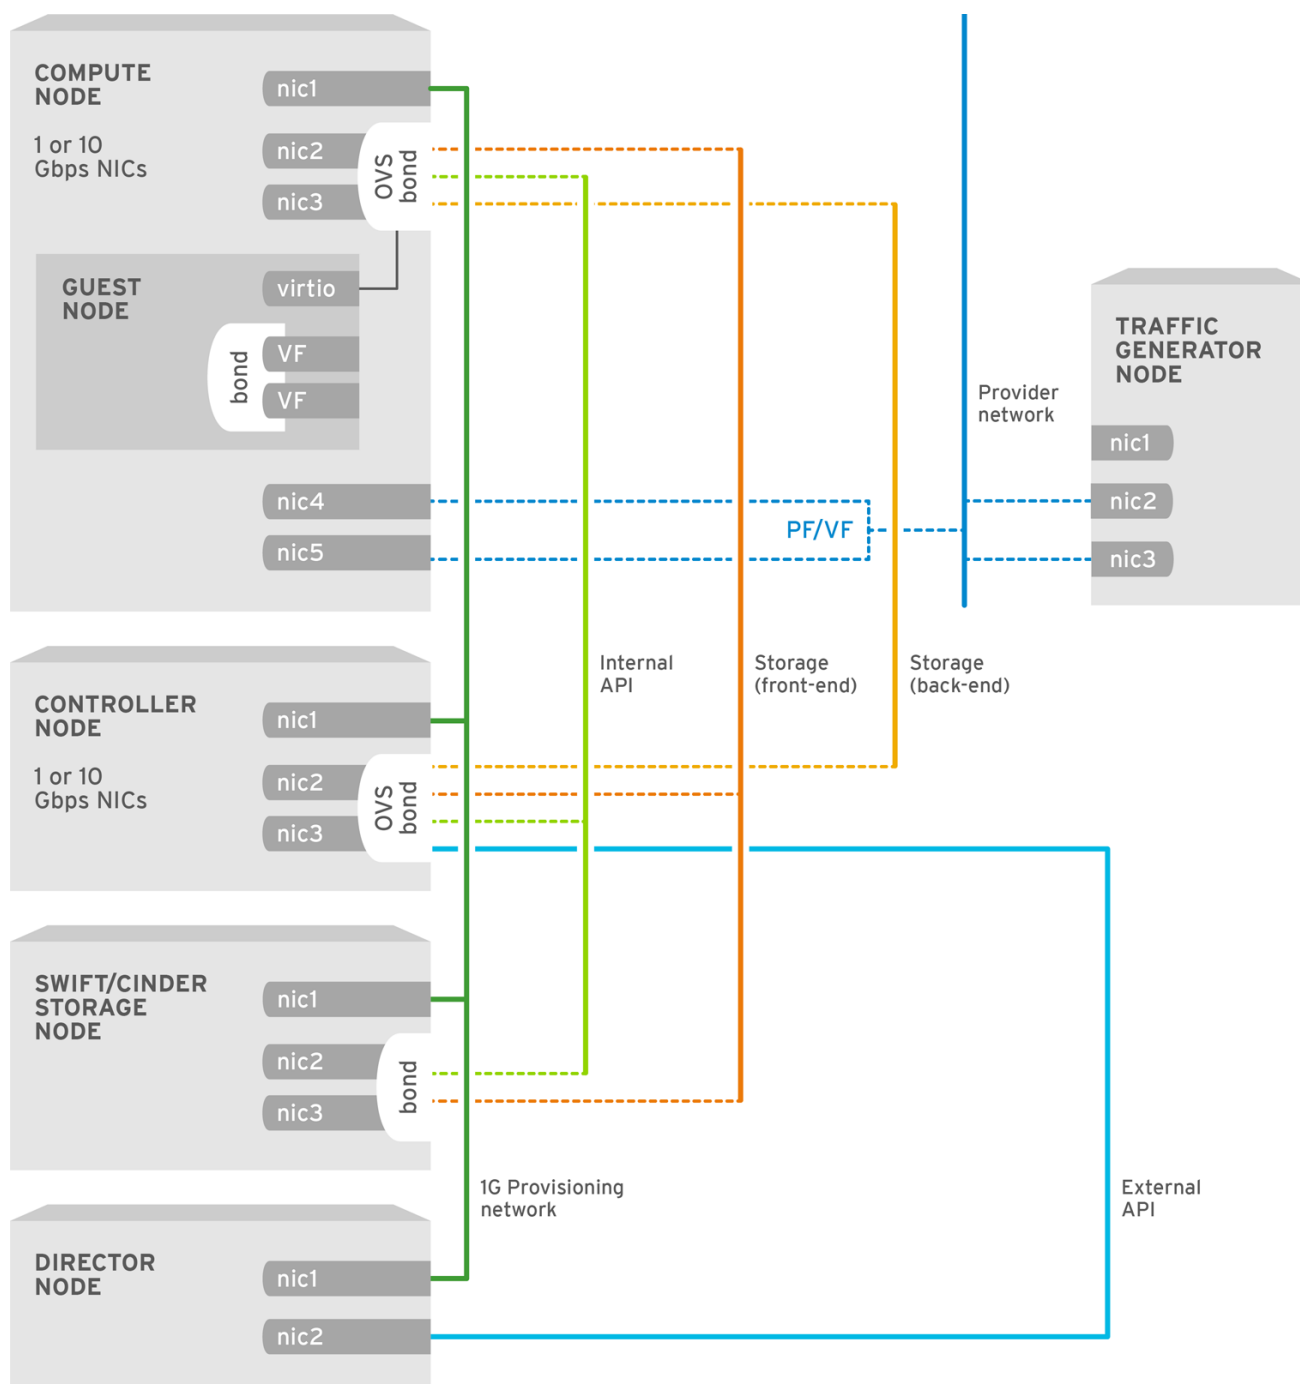 COMPUTE
NODE
1 or 10
Gbps NICs
nic1
nic2
nic3
OVS
bond
GUEST
NODE
virtio
bond
VF
VF
nic4
nic5
PF/VF
Provider
network
TRAFFIC
GENERATOR
NODE
nic1
nic2
nic3
Internal
API
Storage
(front-end)
Storage
(back-end)
CONTROLLER
NODE
1 or 10
Gbps NICs
nic1
nic2
nic3
OVS
bond
SWIFT/CINDER
STORAGE
NODE
nic1
nic2
nic3
bond
1G Provisioning
network
External
API
DIRECTOR
NODE
nic1
nic2